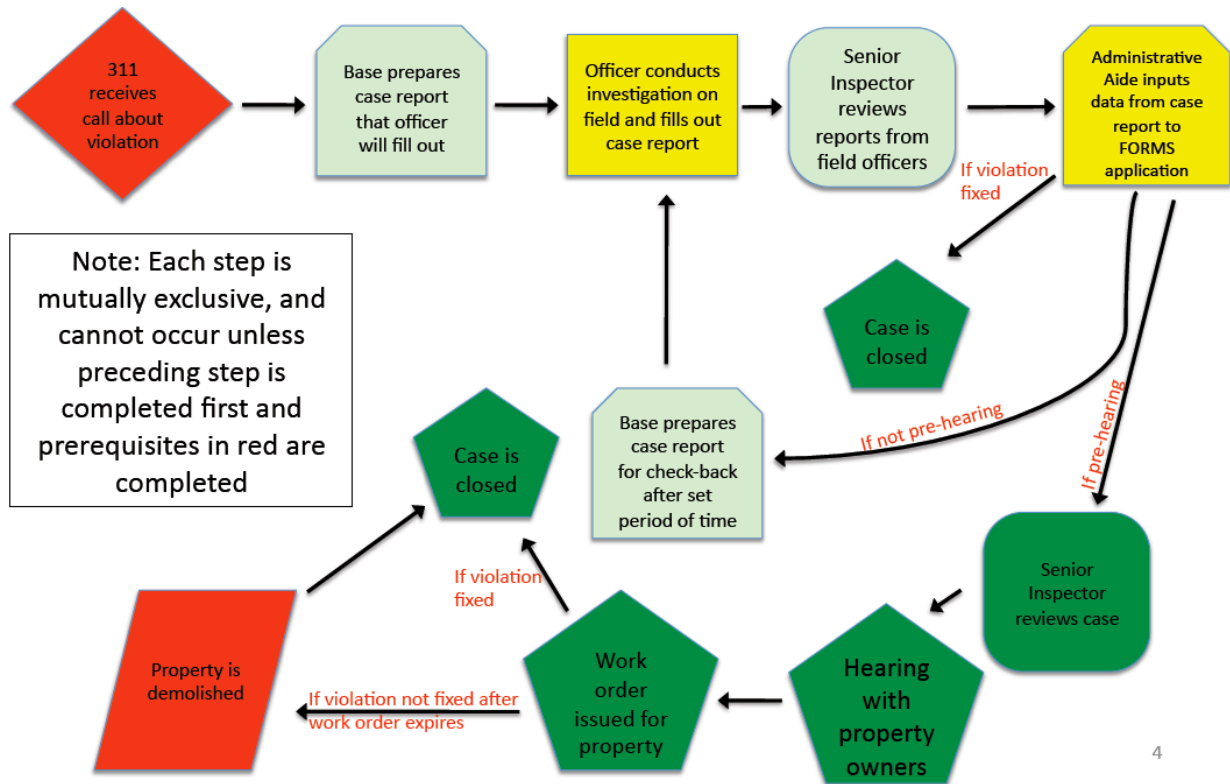 311
receives
call about
violation
Base prepares
case report
that officer
will fill out
Officer conducts
investigation on
field and fills out
case report
Senior
Inspector
reviews
reports from
field officers
Administrative
Aide inputs
data from case
report to
FORMS
application
If violation
fixed
Note: Each step is
mutually exclusive, and
cannot occur unless
preceding step is
completed first and
prerequisites in red are
completed
Case is
closed
If not pre-hearing
If pre-hearing
Base prepares
case report
for check-back
after set
period of time
Case is
closed
Senior
Inspector
reviews case
Hearing
with
property
owners
Work
order
issued for
property
If violation
fixed
If violation not fixed after
work order expires
Property is
demolished
4